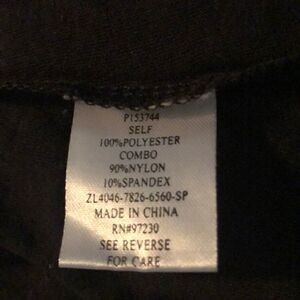 P153744
SELF
100%POLYESTER
COMBO
90%NYLON
10%SPANDEX
ZL4046-7826-6560-SP
MADE IN CHINA
RN#97230
SEE REVERSE
FOR CARE